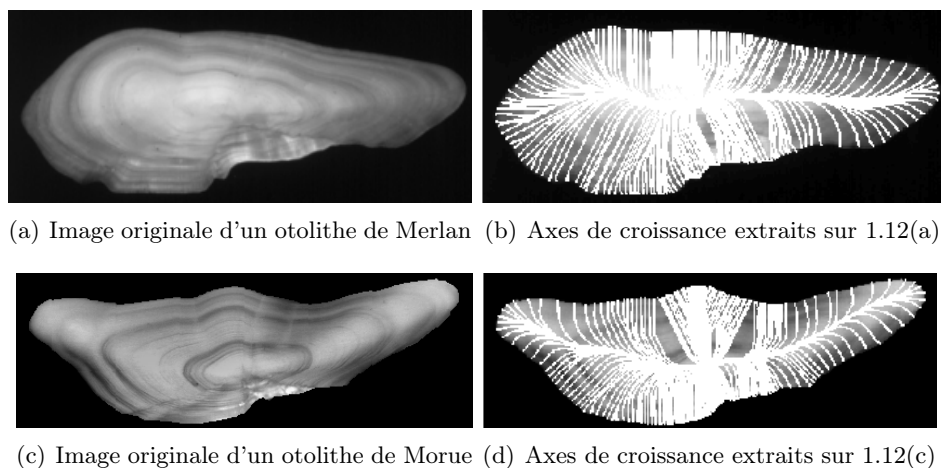 (a) Image originale d'un otolithe de Merlan
(b) Axes de croissance extraits sur 1.12(a)
(c) Image originale d'un otolithe de Morue
(d) Axes de croissance extraits sur 1.12(c)